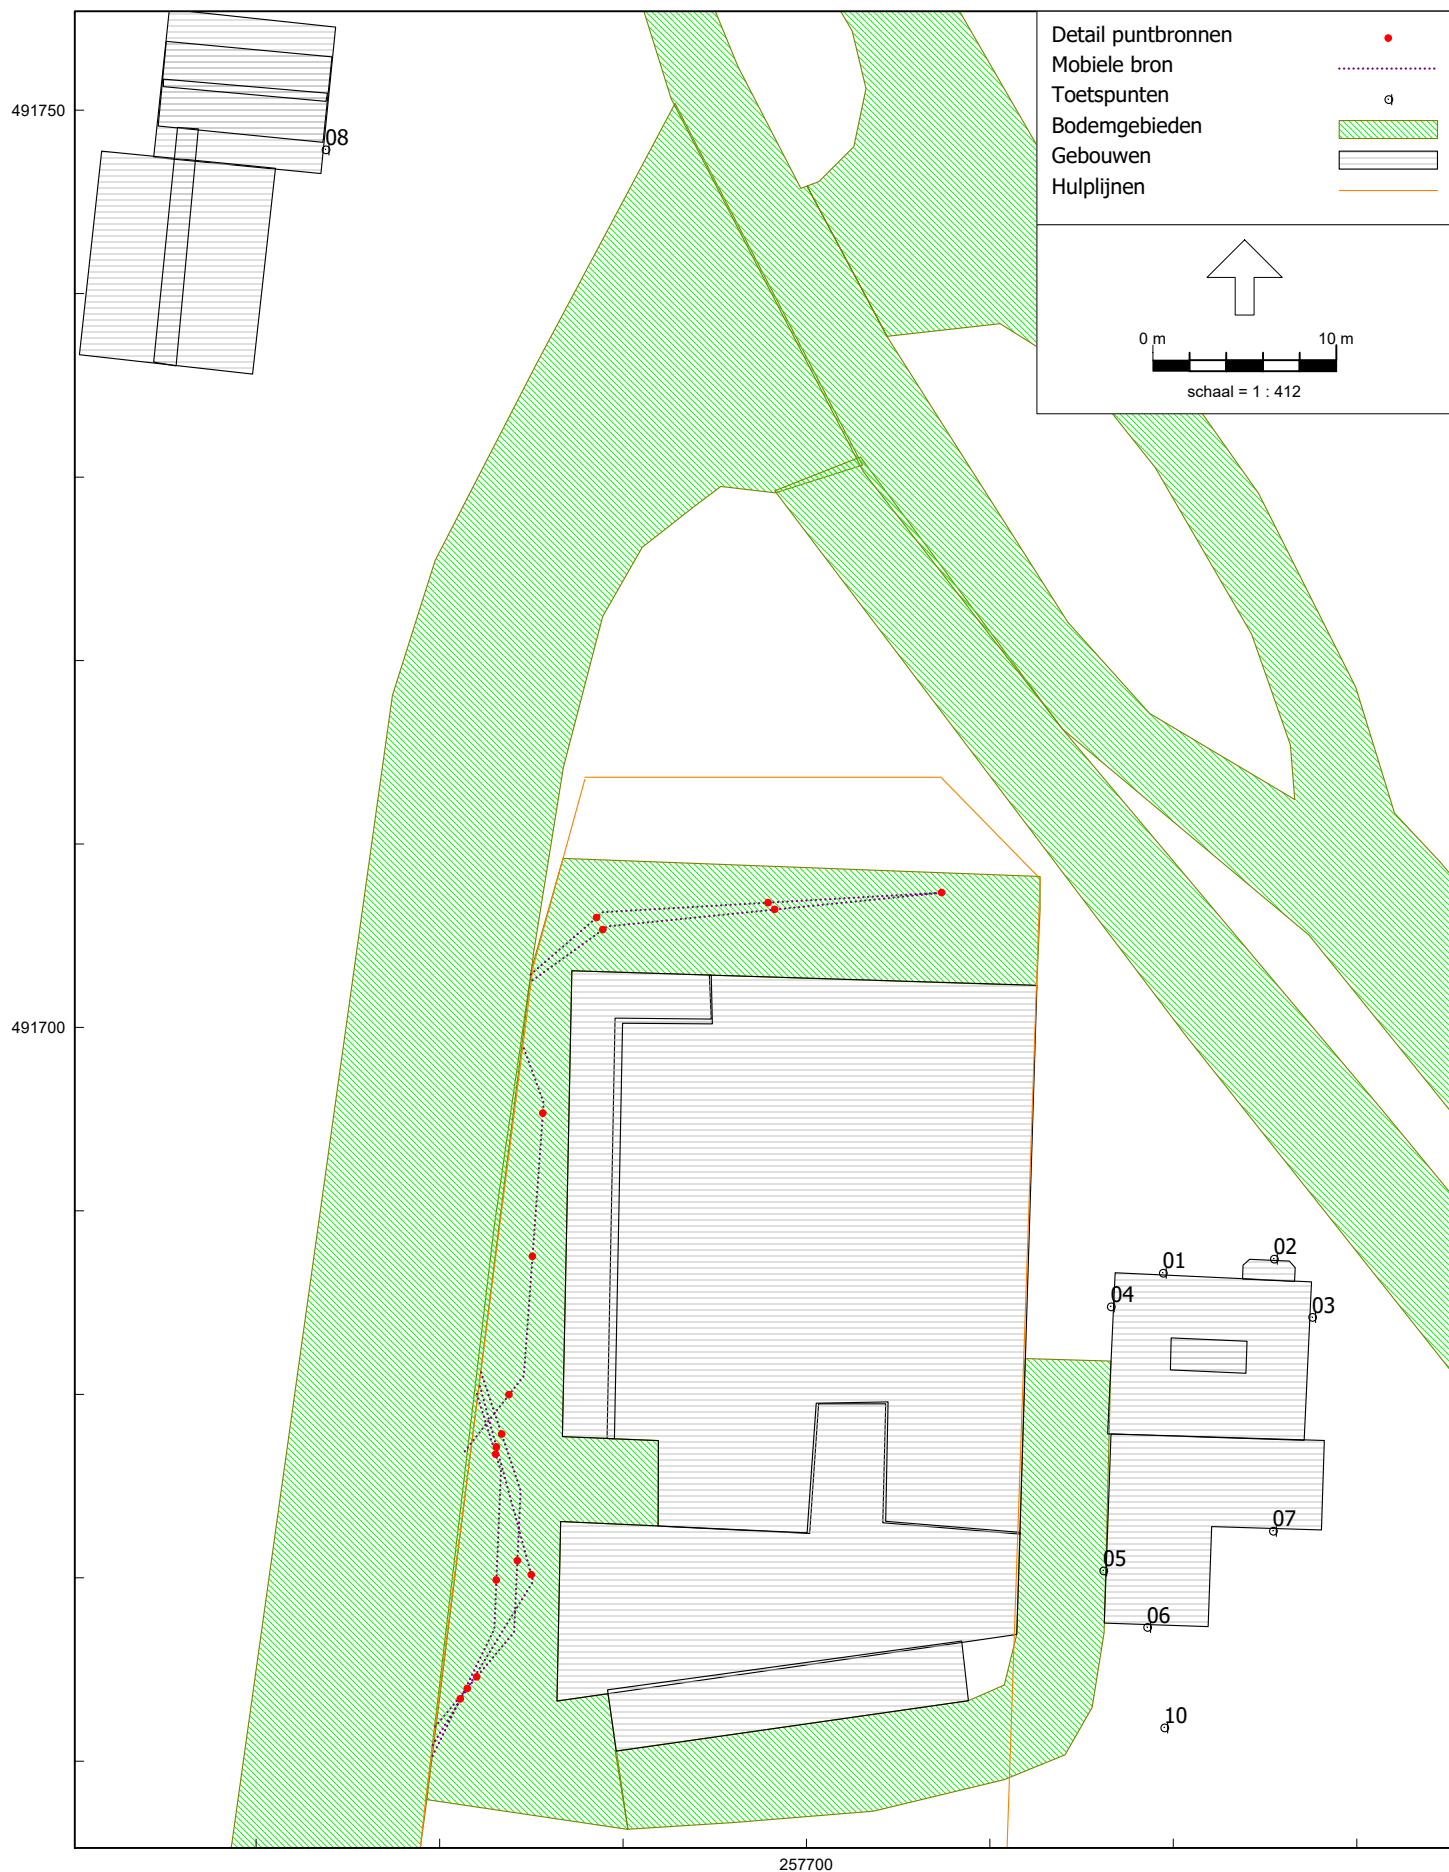 Detail puntbronnen
Mobiele bron
Toetspunten
Bodemgebieden
Gebouwen
Hulplijnen
0 m 10 m
schaal = 1 : 412
491750
08
491700
01
02
04
03
07
05
06
10
257700